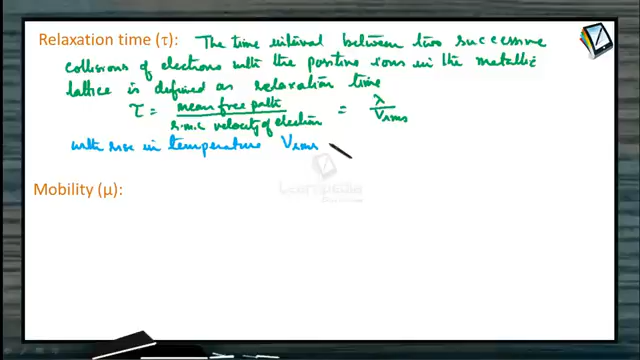 Relaxation time (τ): The time interval between two successive
collisions of electrons with the positive ions in the metallic
lattice is defined as relaxation time
τ = mean free path / r.m.s velocity of electron = λ / Vrms
with rise in temperature Vrms
Learnpedia
Mobility (μ):